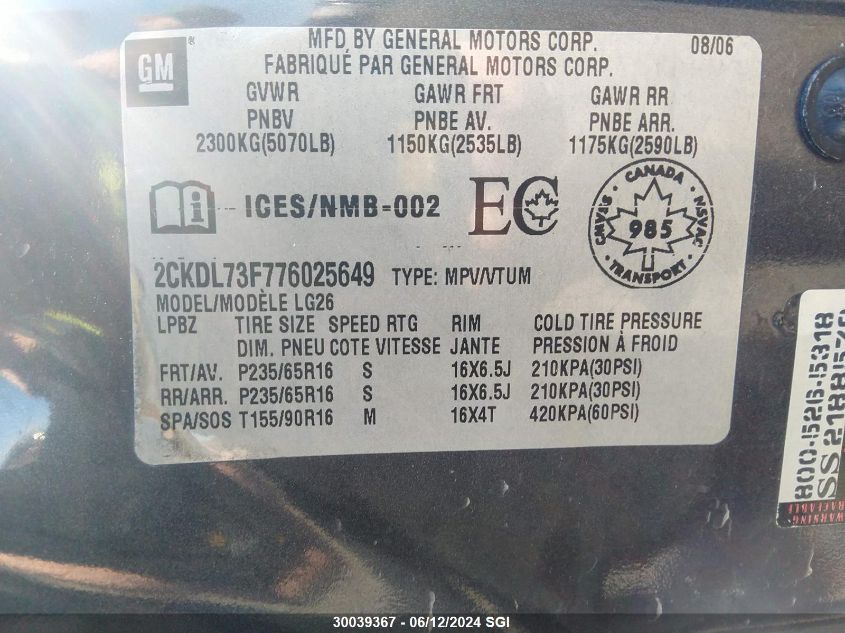 GM
MFD BY GENERAL MOTORS CORP. 08/06
FABRIQUÉ PAR GENERAL MOTORS CORP.
GVWR GAWR FRT GAWR RR
PNBV PNBE AV. PNBE ARR.
2300KG(5070LB) 1150KG(2535LB) 1175KG(2590LB)
i - ICES/NMB-002 EC
CANADA
CMVSS 985 NSVAC
TRANSPORT
2CKDL73F776025649 TYPE: MPV/VTUM
MODEL/MODÈLE LG26
LPBZ TIRE SIZE SPEED RTG RIM COLD TIRE PRESSURE
DIM. PNEU COTE VITESSE JANTE PRESSION À FROID
FRT/AV. P235/65R16 S 16X6.5J 210KPA(30PSI)
RR/ARR. P235/65R16 S 16X6.5J 210KPA(30PSI)
SPA/SOS T155/90R16 M 16X4T 420KPA(60PSI)
800-526-5318
WARNING
30039367 - 06/12/2024 SGI